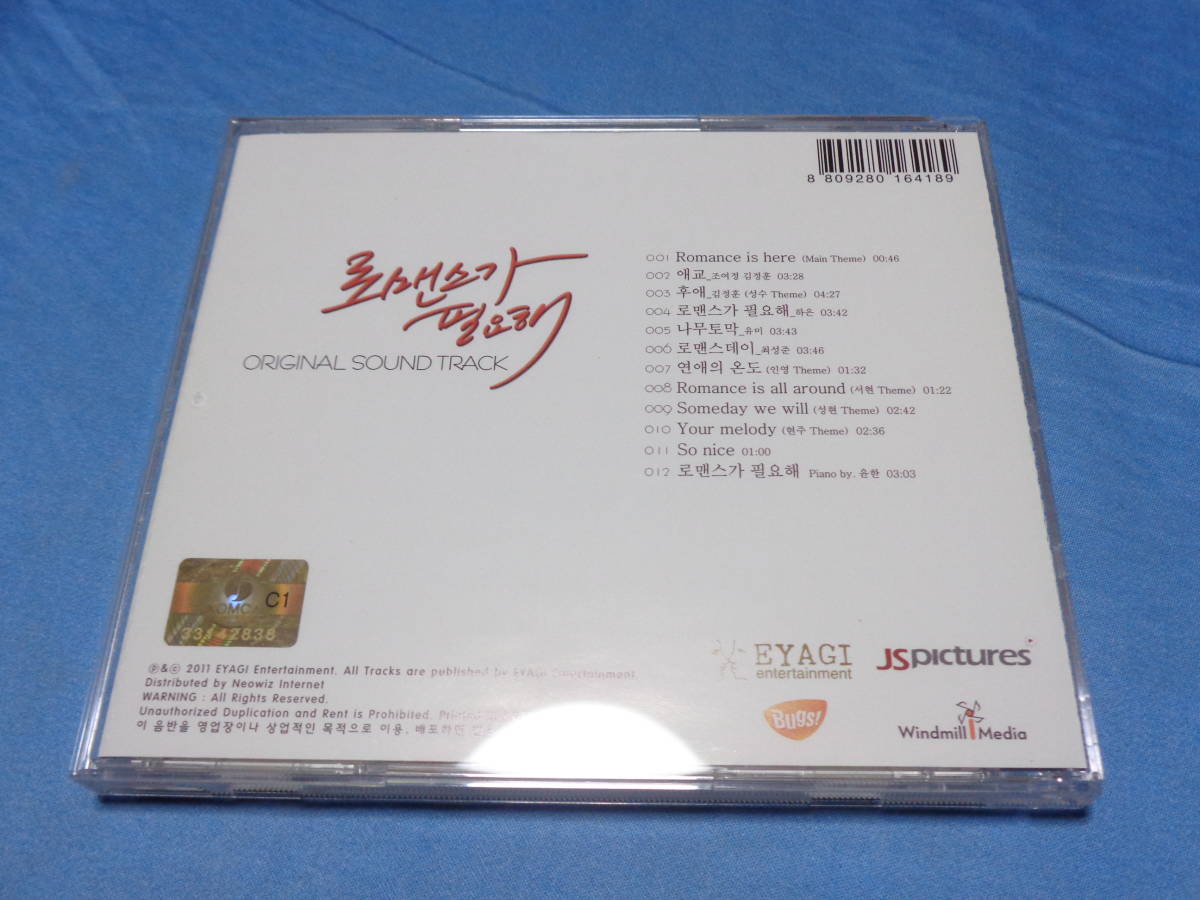 8 809280 164189
로맨스가
필요해
ORIGINAL SOUND TRACK
001 Romance is here (Main Theme) 00:46
002 애교_조여정 김정훈 03:28
003 후애_김정훈 (성수 Theme) 04:27
004 로맨스가 필요해_하은 03:42
005 나무토막_유미 03:43
006 로맨스데이_최성준 03:46
007 연애의 온도 (인영 Theme) 01:32
008 Romance is all around (서현 Theme) 01:22
009 Someday we will (성현 Theme) 02:42
010 Your melody (현주 Theme) 02:36
011 So nice 01:00
012 로맨스가 필요해 Piano by. 윤한 03:03
KOMCA C1
33142838
℗&© 2011 EYAGI Entertainment. All Tracks are published by EYAGI Entertainment.
Distributed by Neowiz Internet
WARNING : All Rights Reserved.
Unauthorized Duplication and Rent is Prohibited. Printed
이 음반을 영업장이나 상업적인 목적으로 이용, 배포하면
EYAGI
entertainment
JSpictures
Bugs!
Windmill Media